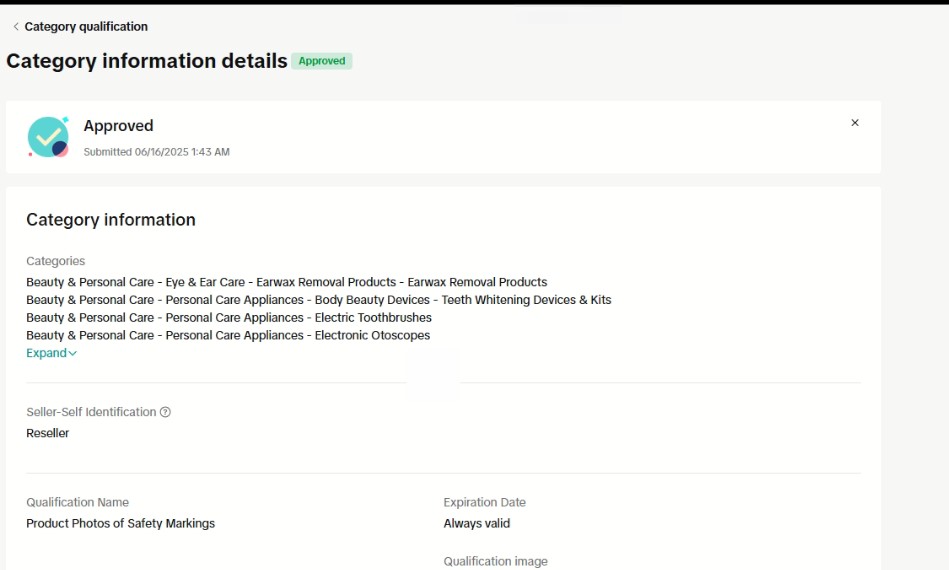 Category qualification
Category information details Approved
Approved
Submitted 06/16/2025 1:43 AM
Category information
Categories
Beauty & Personal Care - Eye & Ear Care - Earwax Removal Products - Earwax Removal Products
Beauty & Personal Care - Personal Care Appliances - Body Beauty Devices - Teeth Whitening Devices & Kits
Beauty & Personal Care - Personal Care Appliances - Electric Toothbrushes
Beauty & Personal Care - Personal Care Appliances - Electronic Otoscopes
Expand
Seller-Self Identification
Reseller
Qualification Name
Product Photos of Safety Markings
Expiration Date
Always valid
Qualification image